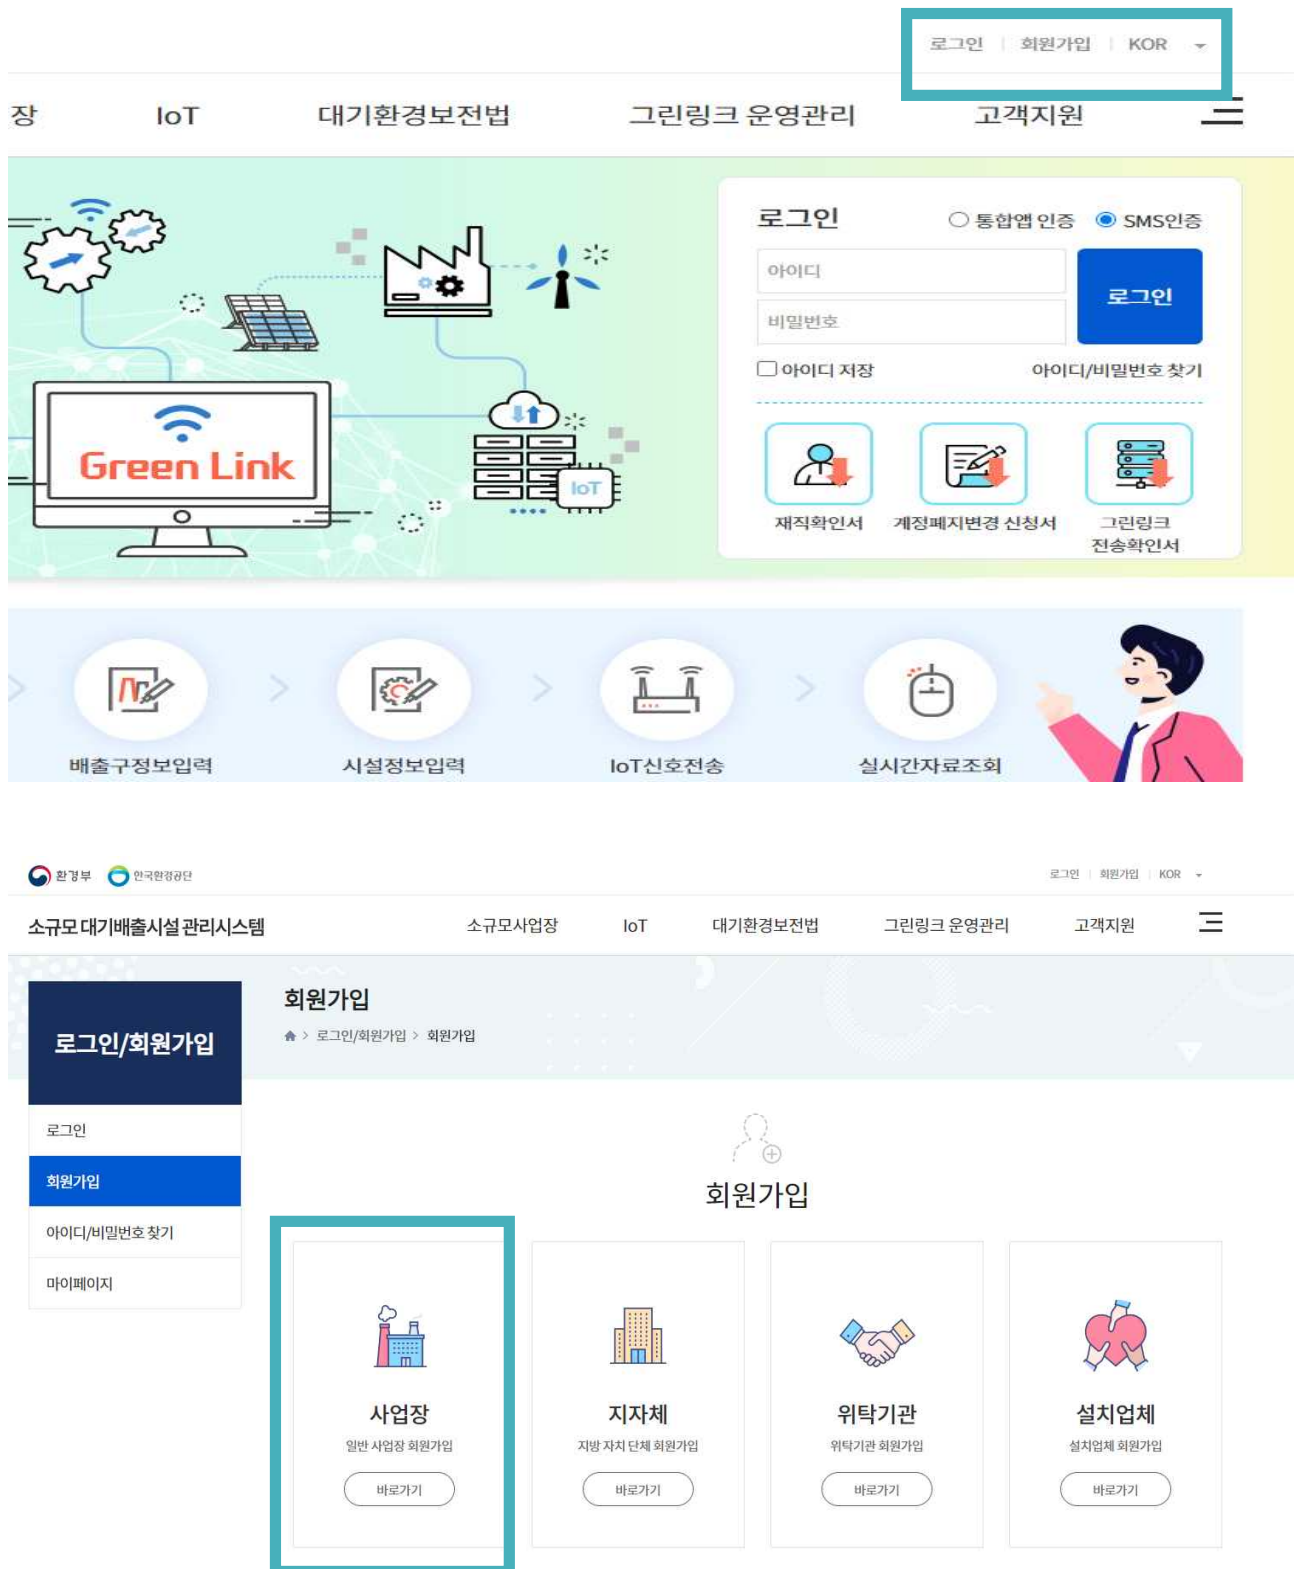 로그인 회원가입 KOR
장 IoT 대기환경보전법 그린링크 운영관리 고객지원
로그인 통합앱 인증 SMS인증
아이디
비밀번호
로그인
아이디 저장 아이디/비밀번호 찾기
Green Link
IoT
재직확인서 계정폐지변경 신청서 그린링크
전송확인서
배출구정보입력 시설정보입력 IoT신호전송 실시간자료조회
환경부 한국환경공단 로그인 회원가입 KOR
소규모 대기배출시설 관리시스템 소규모사업장 IoT 대기환경보전법 그린링크 운영관리 고객지원
로그인/회원가입
회원가입
> 로그인/회원가입 > 회원가입
로그인
회원가입
아이디/비밀번호 찾기
마이페이지
회원가입
사업장 지자체 위탁기관 설치업체
일반 사업장 회원가입 지방 자치 단체 회원가입 위탁기관 회원가입 설치업체 회원가입
바로가기 바로가기 바로가기 바로가기